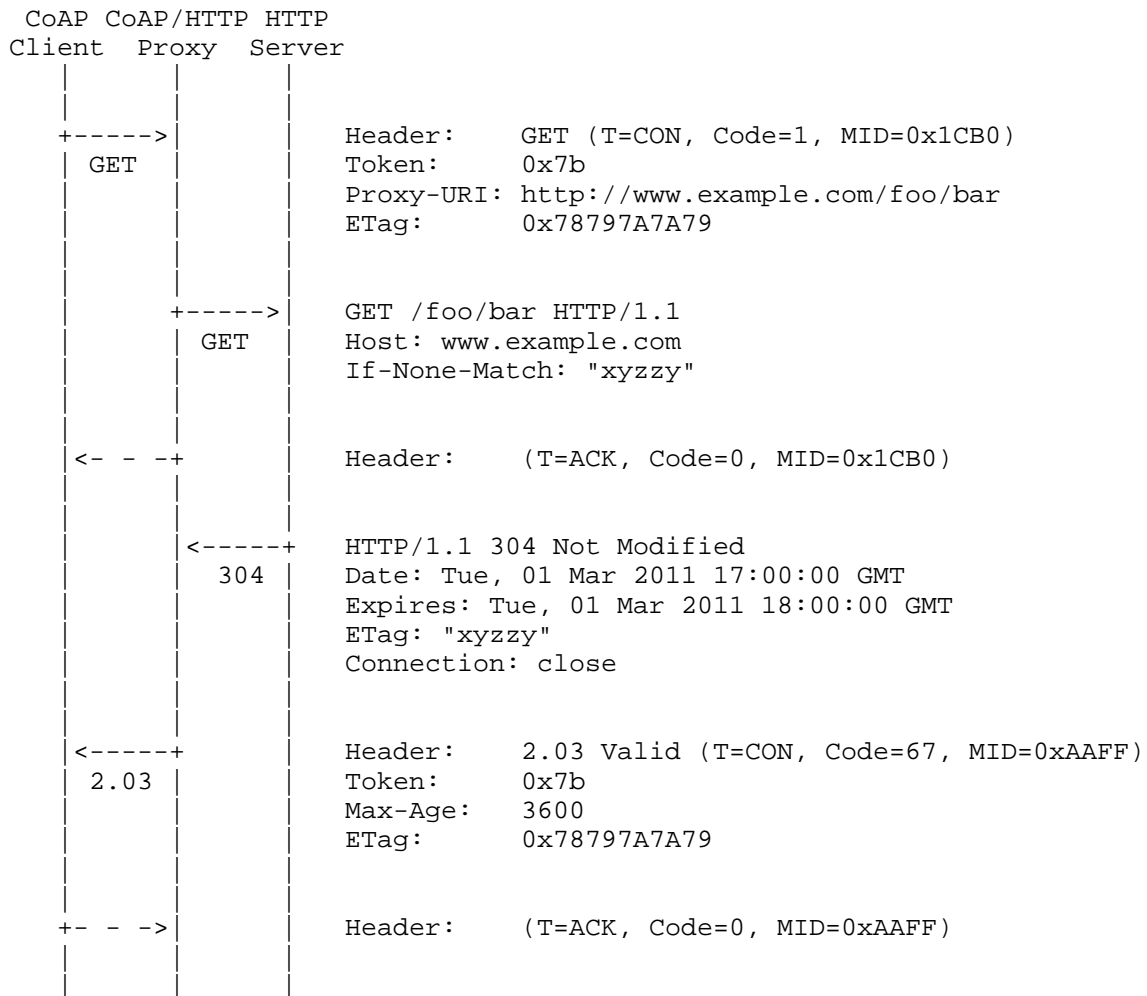 CoAP CoAP/HTTP HTTP
Client Proxy Server
+-----> Header: GET (T=CON, Code=1, MID=0x1CB0)
GET Token: 0x7b
Proxy-URI: http://www.example.com/foo/bar
ETag: 0x78797A7A79
+-----> GET /foo/bar HTTP/1.1
GET Host: www.example.com
If-None-Match: "xyzzy"
<- - -+ Header: (T=ACK, Code=0, MID=0x1CB0)
<-----+ HTTP/1.1 304 Not Modified
304 Date: Tue, 01 Mar 2011 17:00:00 GMT
Expires: Tue, 01 Mar 2011 18:00:00 GMT
ETag: "xyzzy"
Connection: close
<-----+ Header: 2.03 Valid (T=CON, Code=67, MID=0xAAFF)
2.03 Token: 0x7b
Max-Age: 3600
ETag: 0x78797A7A79
+- - -> Header: (T=ACK, Code=0, MID=0xAAFF)